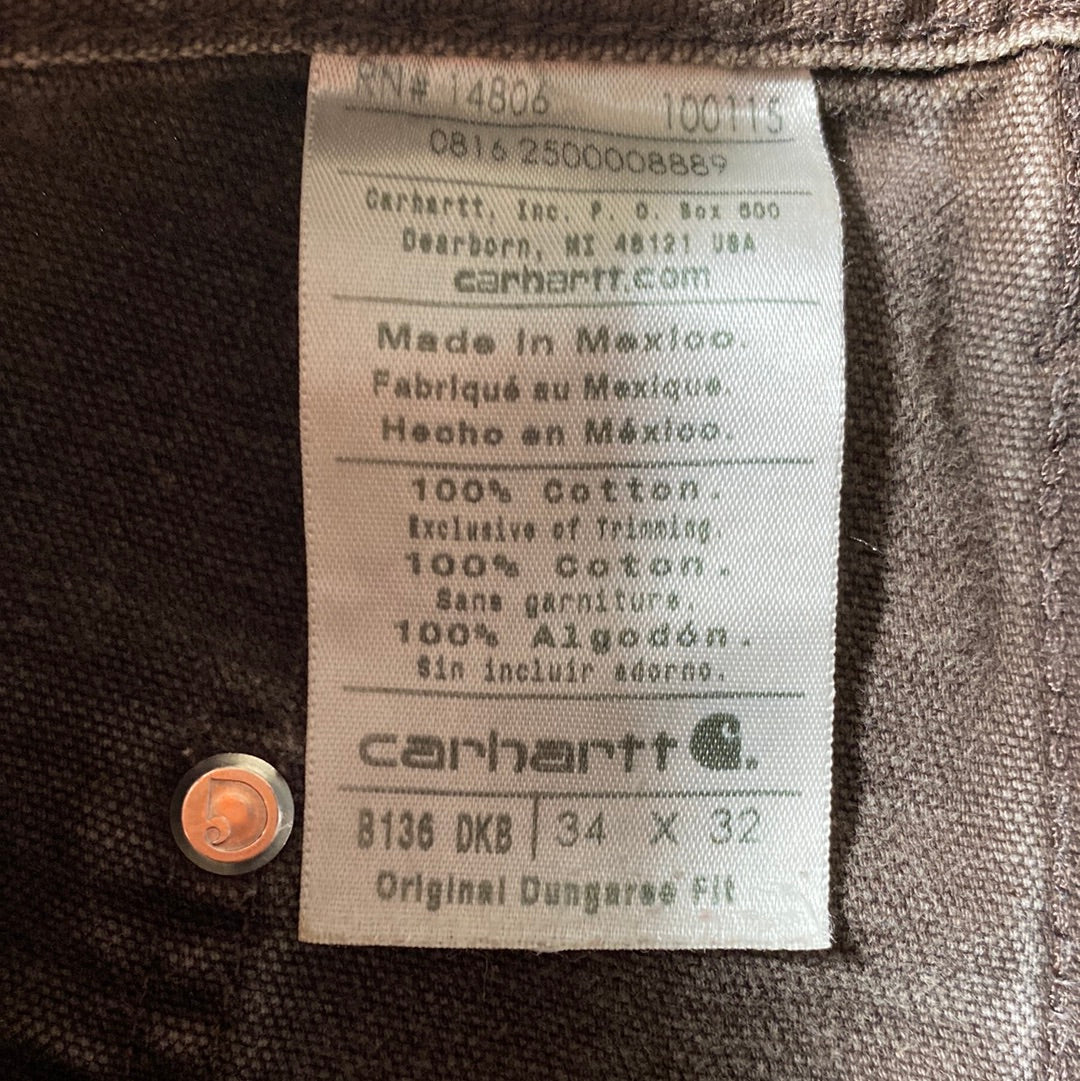 RN# 14806 100115
0816 2500008889
Carhartt, Inc. P. O. Box 600
Dearborn, MI 48121 USA
carhartt.com
Made in Mexico.
Fabriqué au Mexique.
Hecho en México.
100% Cotton.
Exclusive of Trimming.
100% Coton.
Sans garniture.
100% Algodón.
Sin incluir adorno.
carhartt
B136 DKB 34 X 32
Original Dungaree Fit